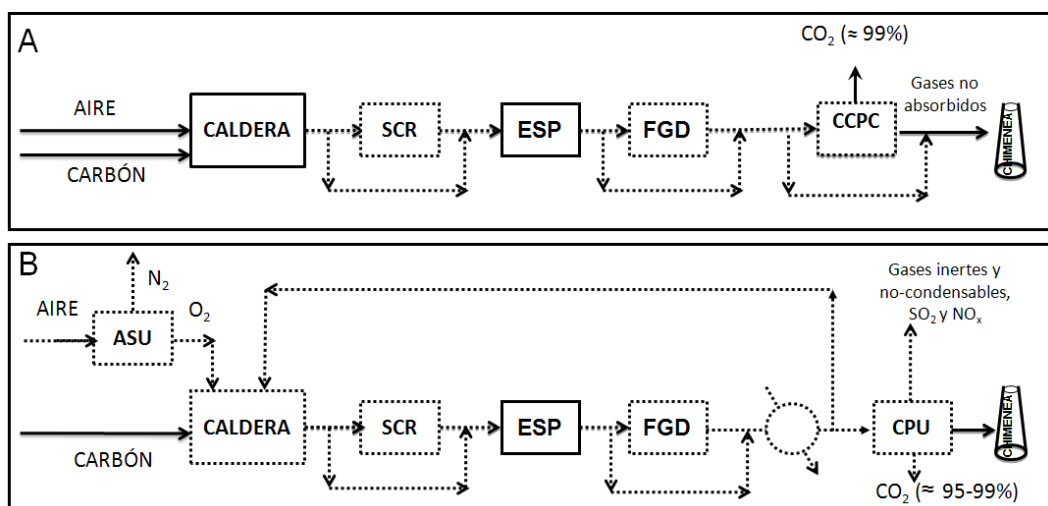 A
CO₂ (≈ 99%)
AIRE
CARBÓN
CALDERA
SCR
ESP
FGD
CCPC
Gases no
absorbidos
CHIMENEA
B
N₂
AIRE
O₂
ASU
CARBÓN
CALDERA
SCR
ESP
FGD
Gases inertes y
no-condensables,
SO₂ y NOₓ
CPU
CHIMENEA
CO₂ (≈ 95-99%)